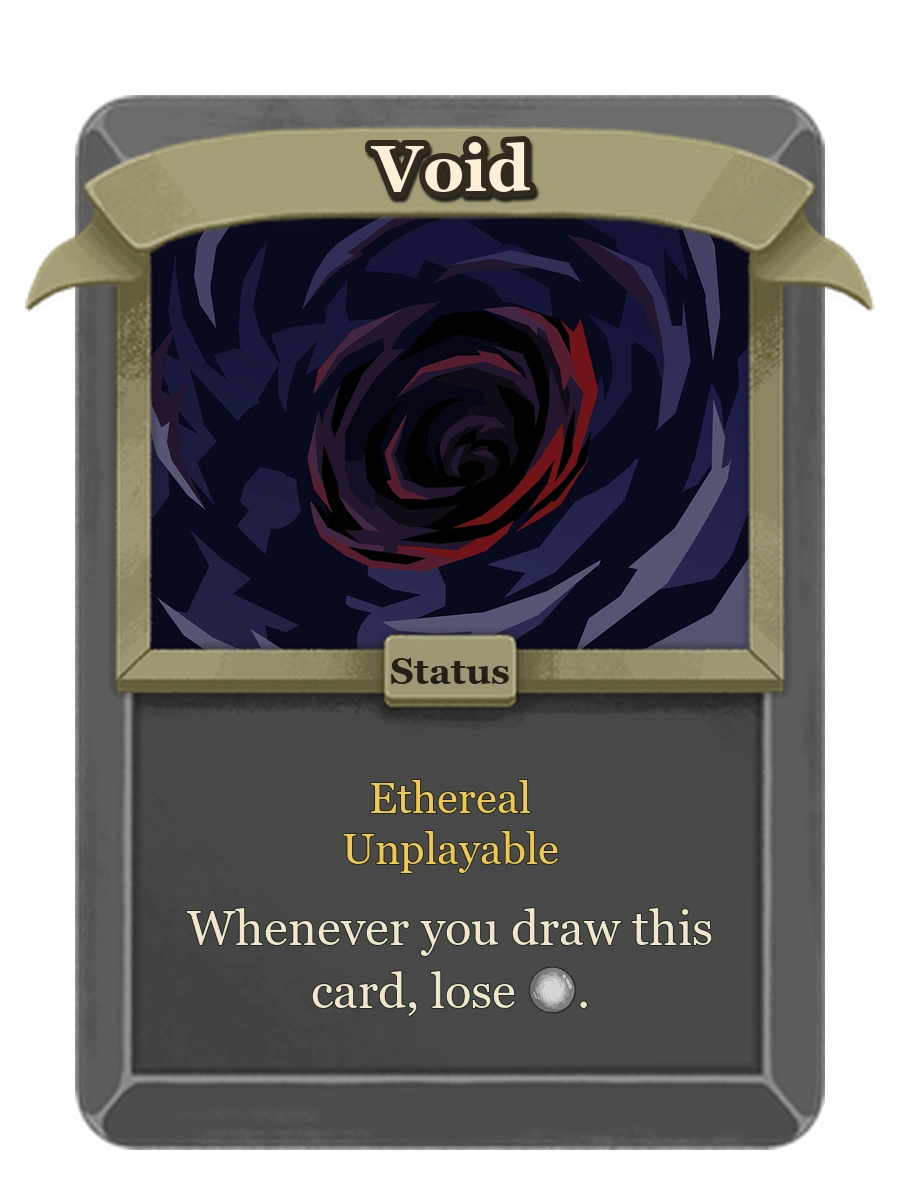 Void
Status
Ethereal
Unplayable
Whenever you draw this
card, lose .